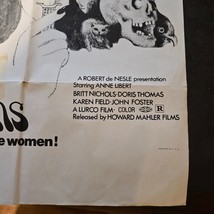 A ROBERT de NESLE presentation
Starring ANNE LIBERT
BRITT NICHOLS·DORIS THOMAS
KAREN FIELD·JOHN FOSTER
A LURCO FILM· COLOR R
Released by HOWARD MAHLER FILMS
ns
e women!